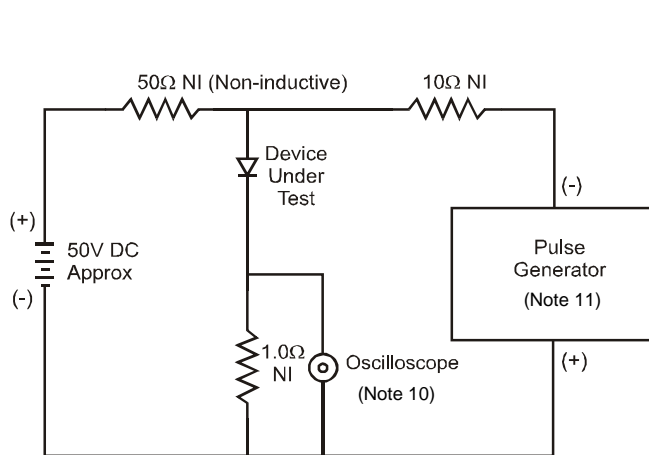 50Ω NI (Non-inductive)
10Ω NI
Device
Under
Test
(-)
(+)
50V DC
Approx
(-)
Pulse
Generator
(Note 11)
1.0Ω
NI
Oscilloscope
(Note 10)
(+)